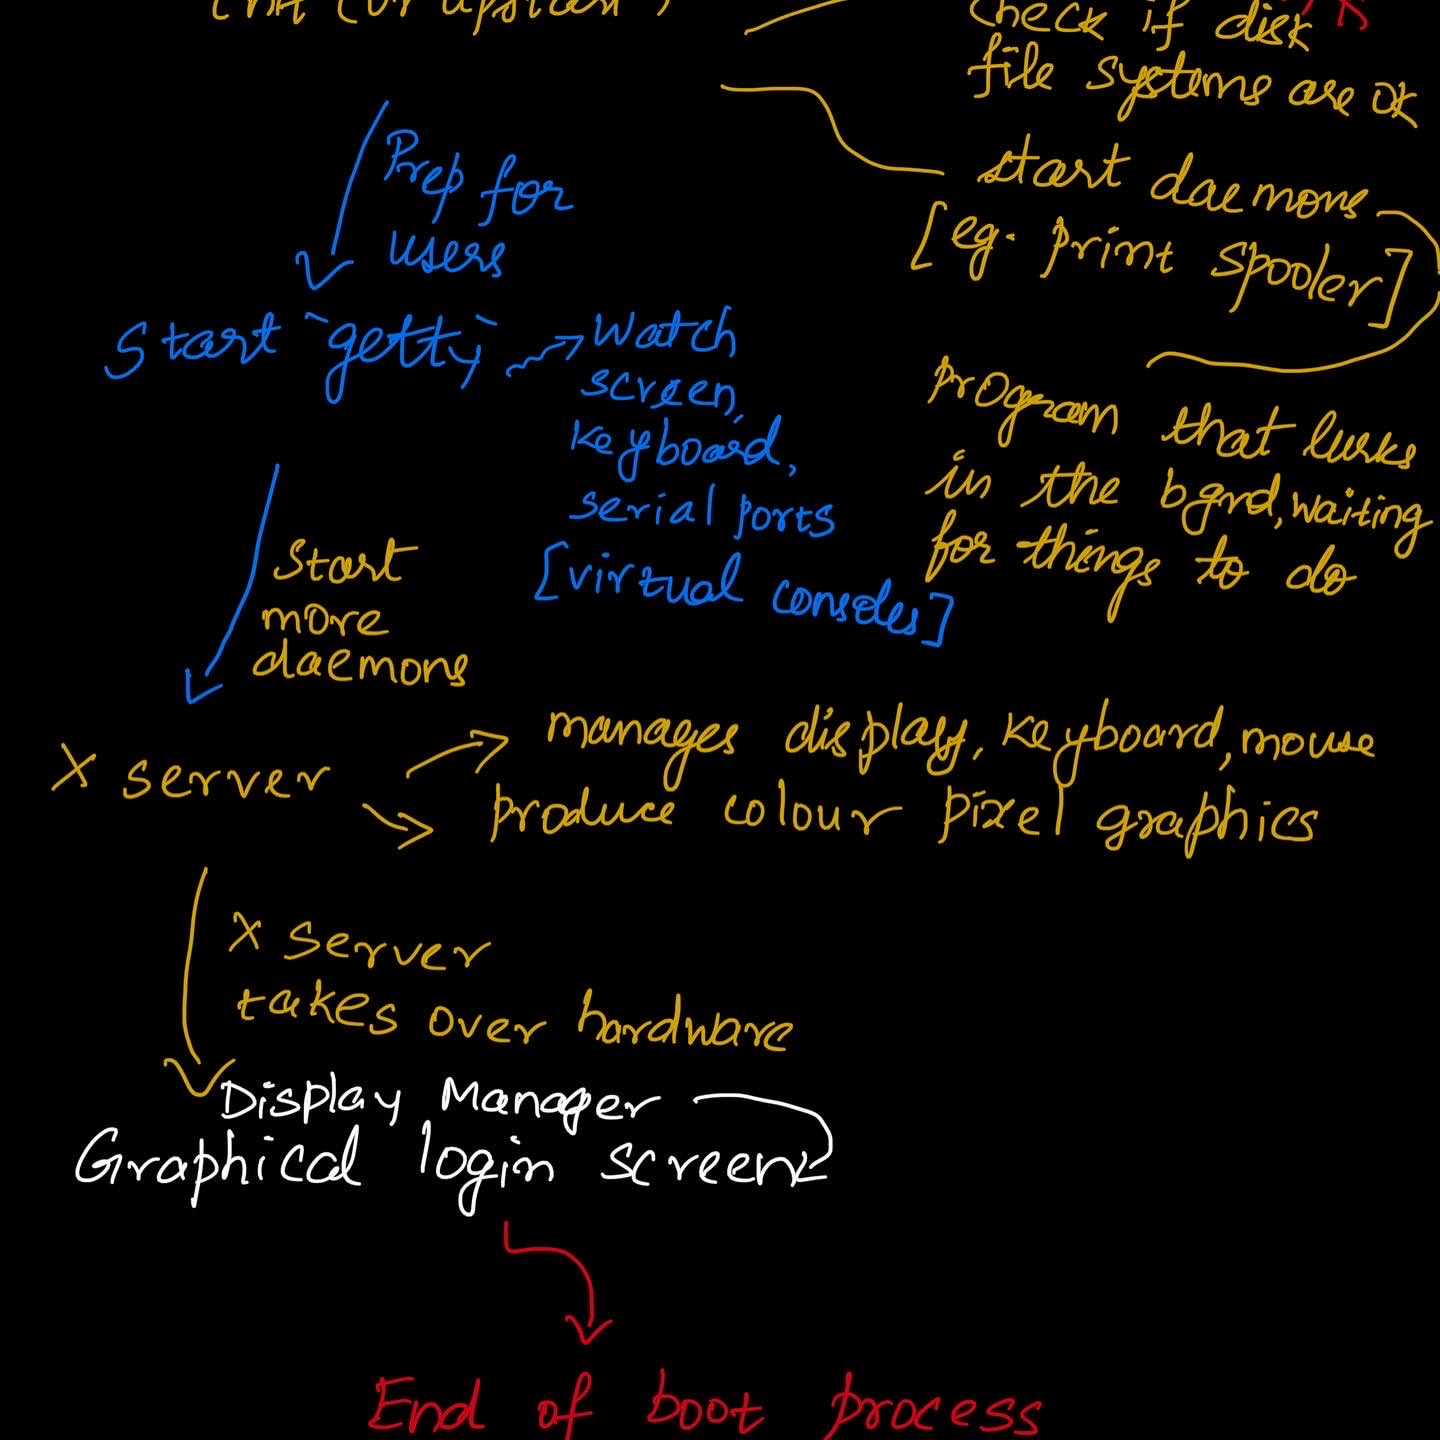 init (or upstart)
check if disk
file systems are ok
start daemons
[eg. print spooler]
program that lurks
in the bgrd, waiting
for things to do
Prep for
users
Start `getty`
Watch
screen,
keyboard,
serial ports
[virtual consoles]
Start
more
daemons
X server
manages display, keyboard, mouse
produce colour pixel graphics
X server
takes over hardware
Display Manager
Graphical login screen
End of boot process